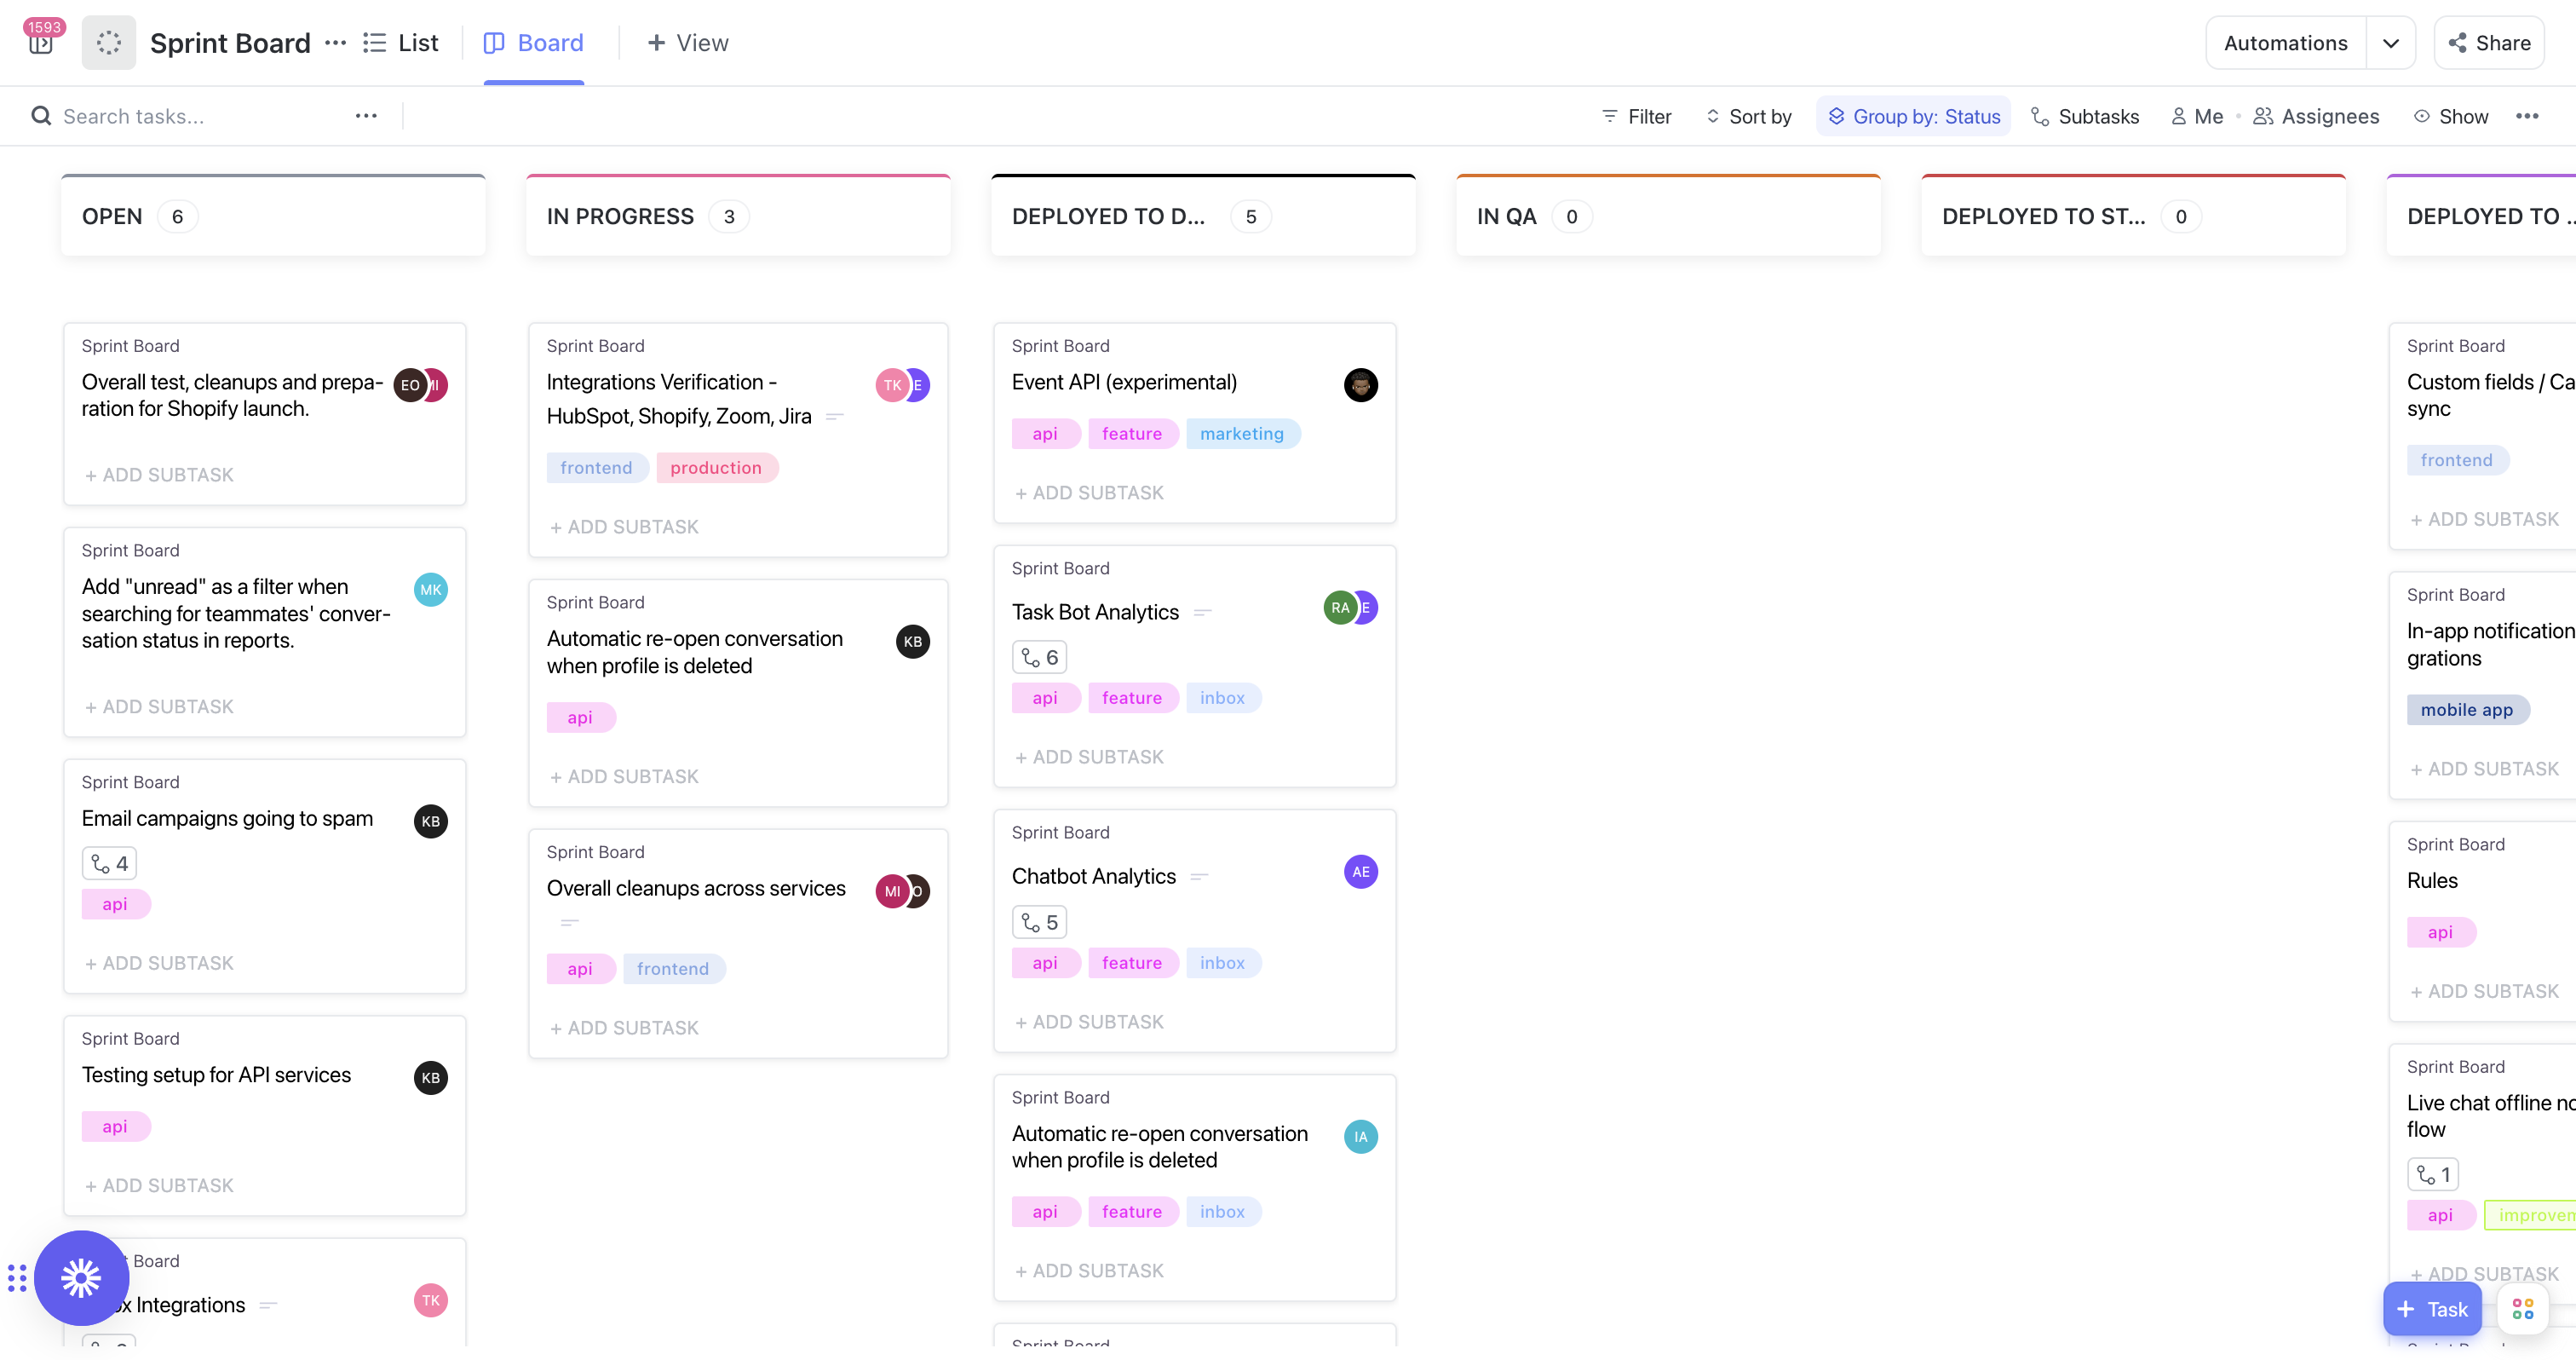 1593
Sprint Board
List
Board
View
Automations
Share
Search tasks...
Filter
Sort by
Group by: Status
Subtasks
Me
Assignees
Show
OPEN 6
Sprint Board
Overall test, cleanups and prepa-
ration for Shopify launch.
EO
+ ADD SUBTASK
Sprint Board
Add "unread" as a filter when
searching for teammates' conver-
sation status in reports.
MK
+ ADD SUBTASK
Sprint Board
Email campaigns going to spam
KB
4
api
+ ADD SUBTASK
Sprint Board
Testing setup for API services
KB
api
+ ADD SUBTASK
Board
Integrations
TK
IN PROGRESS 3
Sprint Board
Integrations Verification -
HubSpot, Shopify, Zoom, Jira
TK E
frontend production
+ ADD SUBTASK
Sprint Board
Automatic re-open conversation
when profile is deleted
KB
api
+ ADD SUBTASK
Sprint Board
Overall cleanups across services
MI O
api frontend
+ ADD SUBTASK
DEPLOYED TO D... 5
Sprint Board
Event API (experimental)
api feature marketing
+ ADD SUBTASK
Sprint Board
Task Bot Analytics
RA E
6
api feature inbox
+ ADD SUBTASK
Sprint Board
Chatbot Analytics
AE
5
api feature inbox
+ ADD SUBTASK
Sprint Board
Automatic re-open conversation
when profile is deleted
IA
api feature inbox
+ ADD SUBTASK
Sprint Board
IN QA 0
DEPLOYED TO ST... 0
DEPLOYED TO ..
Sprint Board
Custom fields / Ca
sync
frontend
+ ADD SUBTASK
Sprint Board
In-app notification
grations
mobile app
+ ADD SUBTASK
Sprint Board
Rules
api
+ ADD SUBTASK
Sprint Board
Live chat offline no
flow
1
api improvem
+ ADD SUBTASK
+ Task